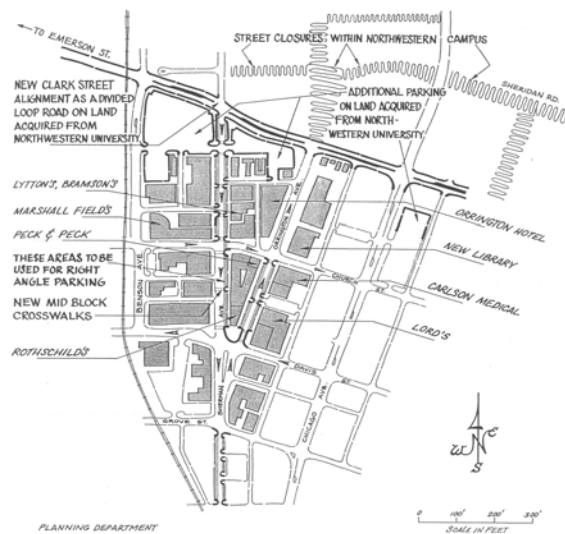 TO EMERSON ST.
STREET CLOSURES WITHIN NORTHWESTERN CAMPUS
SHERIDAN RD.
NEW CLARK STREET
ALIGNMENT AS A DIVIDED
LOOP ROAD ON LAND
ACQUIRED FROM
NORTHWESTERN UNIVERSITY
ADDITIONAL PARKING
ON LAND ACQUIRED
FROM NORTH-
WESTERN UNIVERSITY
LYTTON'S, BRAMSON'S
MARSHALL FIELD'S
PECK & PECK
THESE AREAS TO BE
USED FOR RIGHT
ANGLE PARKING
NEW MID BLOCK
CROSSWALKS
ROTHSCHILD'S
ORRINGTON HOTEL
NEW LIBRARY
CARLSON MEDICAL
LORD'S
ORRINGTON AVE.
BENSON AVE.
CHURCH ST.
DAVIS ST.
SHERMAN AVE.
CHICAGO AVE.
GROVE ST.
N
W E
S
0 100' 200' 300'
SCALE IN FEET
PLANNING DEPARTMENT